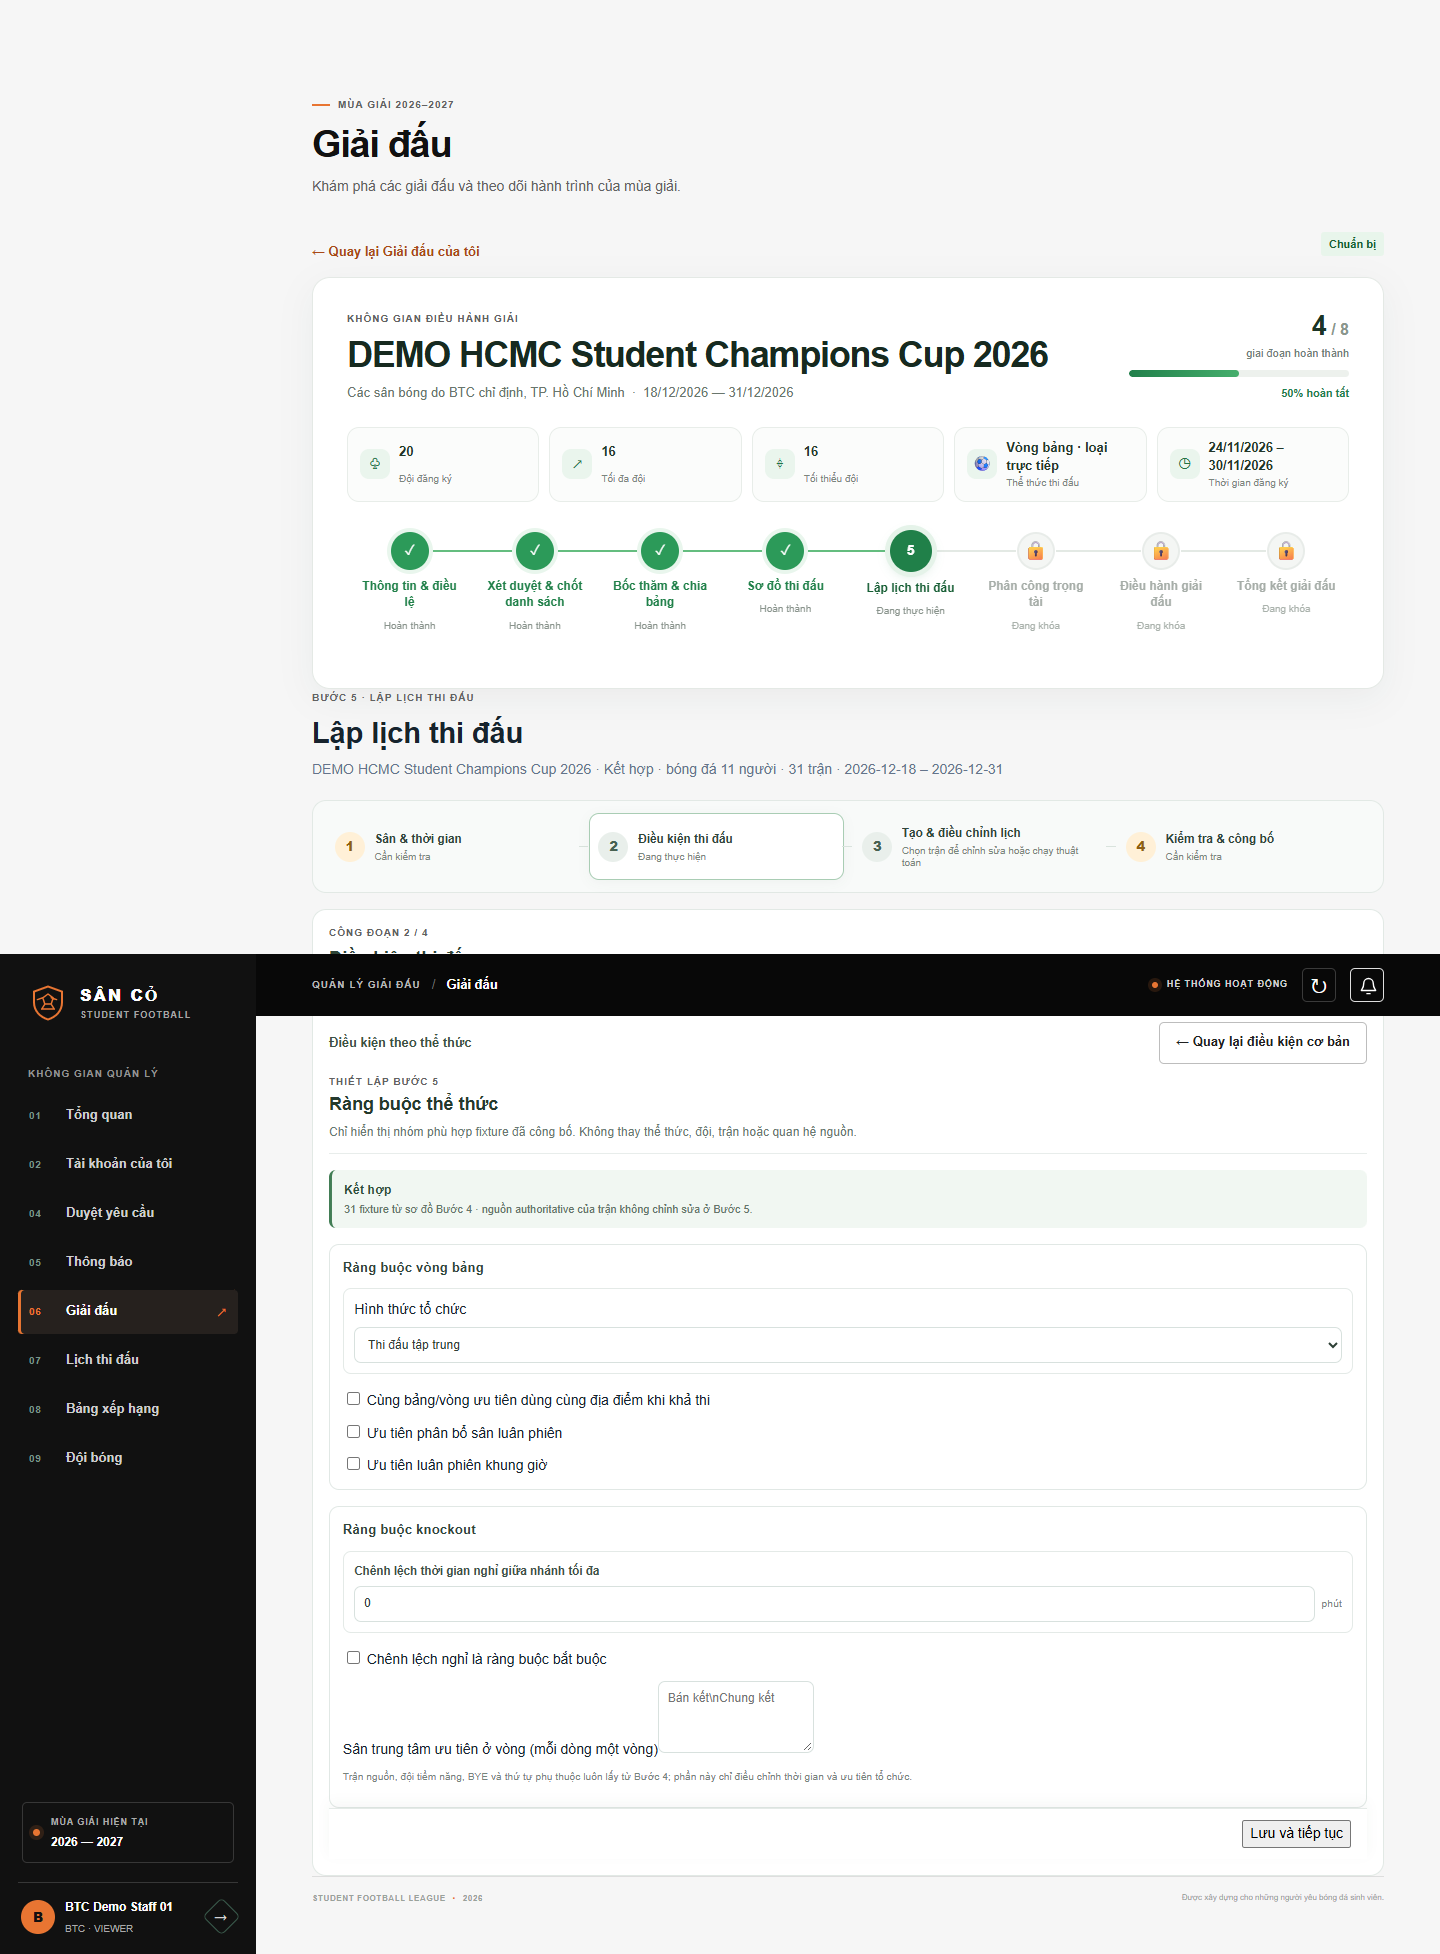 MÙA GIẢI 2026–2027
Giải đấu
Khám phá các giải đấu và theo dõi hành trình của mùa giải.
← Quay lại Giải đấu của tôi
Chuẩn bị
KHÔNG GIAN ĐIỀU HÀNH GIẢI
DEMO HCMC Student Champions Cup 2026
Các sân bóng do BTC chỉ định, TP. Hồ Chí Minh · 18/12/2026 — 31/12/2026
4 / 8
giai đoạn hoàn thành
50% hoàn tất
20
Đội đăng ký
16
Tối đa đội
16
Tối thiểu đội
Vòng bảng · loại
trực tiếp
Thể thức thi đấu
24/11/2026 –
30/11/2026
Thời gian đăng ký
5
Thông tin & điều
lệ
Hoàn thành
Xét duyệt & chốt
danh sách
Hoàn thành
Bốc thăm & chia
bảng
Hoàn thành
Sơ đồ thi đấu
Hoàn thành
Lập lịch thi đấu
Đang thực hiện
Phân công trọng
tài
Đang khóa
Điều hành giải
đấu
Đang khóa
Tổng kết giải đấu
Đang khóa
BƯỚC 5 · LẬP LỊCH THI ĐẤU
Lập lịch thi đấu
DEMO HCMC Student Champions Cup 2026 · Kết hợp · bóng đá 11 người · 31 trận · 2026-12-18 – 2026-12-31
1
Sân & thời gian
Cần kiểm tra
2
Điều kiện thi đấu
Đang thực hiện
3
Tạo & điều chỉnh lịch
Chọn trận để chỉnh sửa hoặc chạy thuật
toán
4
Kiểm tra & công bố
Cần kiểm tra
CÔNG ĐOẠN 2 / 4
SÂN CỎ
STUDENT FOOTBALL
QUẢN LÝ GIẢI ĐẤU / Giải đấu
HỆ THỐNG HOẠT ĐỘNG
KHÔNG GIAN QUẢN LÝ
01 Tổng quan
02 Tài khoản của tôi
04 Duyệt yêu cầu
05 Thông báo
06 Giải đấu
07 Lịch thi đấu
08 Bảng xếp hạng
09 Đội bóng
MÙA GIẢI HIỆN TẠI
2026 — 2027
B
BTC Demo Staff 01
BTC · VIEWER
Điều kiện theo thể thức
← Quay lại điều kiện cơ bản
THIẾT LẬP BƯỚC 5
Ràng buộc thể thức
Chỉ hiển thị nhóm phù hợp fixture đã công bố. Không thay thể thức, đội, trận hoặc quan hệ nguồn.
Kết hợp
31 fixture từ sơ đồ Bước 4 · nguồn authoritative của trận không chỉnh sửa ở Bước 5.
Ràng buộc vòng bảng
Hình thức tổ chức
Thi đấu tập trung
Cùng bảng/vòng ưu tiên dùng cùng địa điểm khi khả thi
Ưu tiên phân bổ sân luân phiên
Ưu tiên luân phiên khung giờ
Ràng buộc knockout
Chênh lệch thời gian nghỉ giữa nhánh tối đa
0
phút
Chênh lệch nghỉ là ràng buộc bắt buộc
Bán kết\nChung kết
Sân trung tâm ưu tiên ở vòng (mỗi dòng một vòng)
Trận nguồn, đội tiềm năng, BYE và thứ tự phụ thuộc luôn lấy từ Bước 4; phần này chỉ điều chỉnh thời gian và ưu tiên tổ chức.
Lưu và tiếp tục
STUDENT FOOTBALL LEAGUE • 2026
Được xây dựng cho những người yêu bóng đá sinh viên.